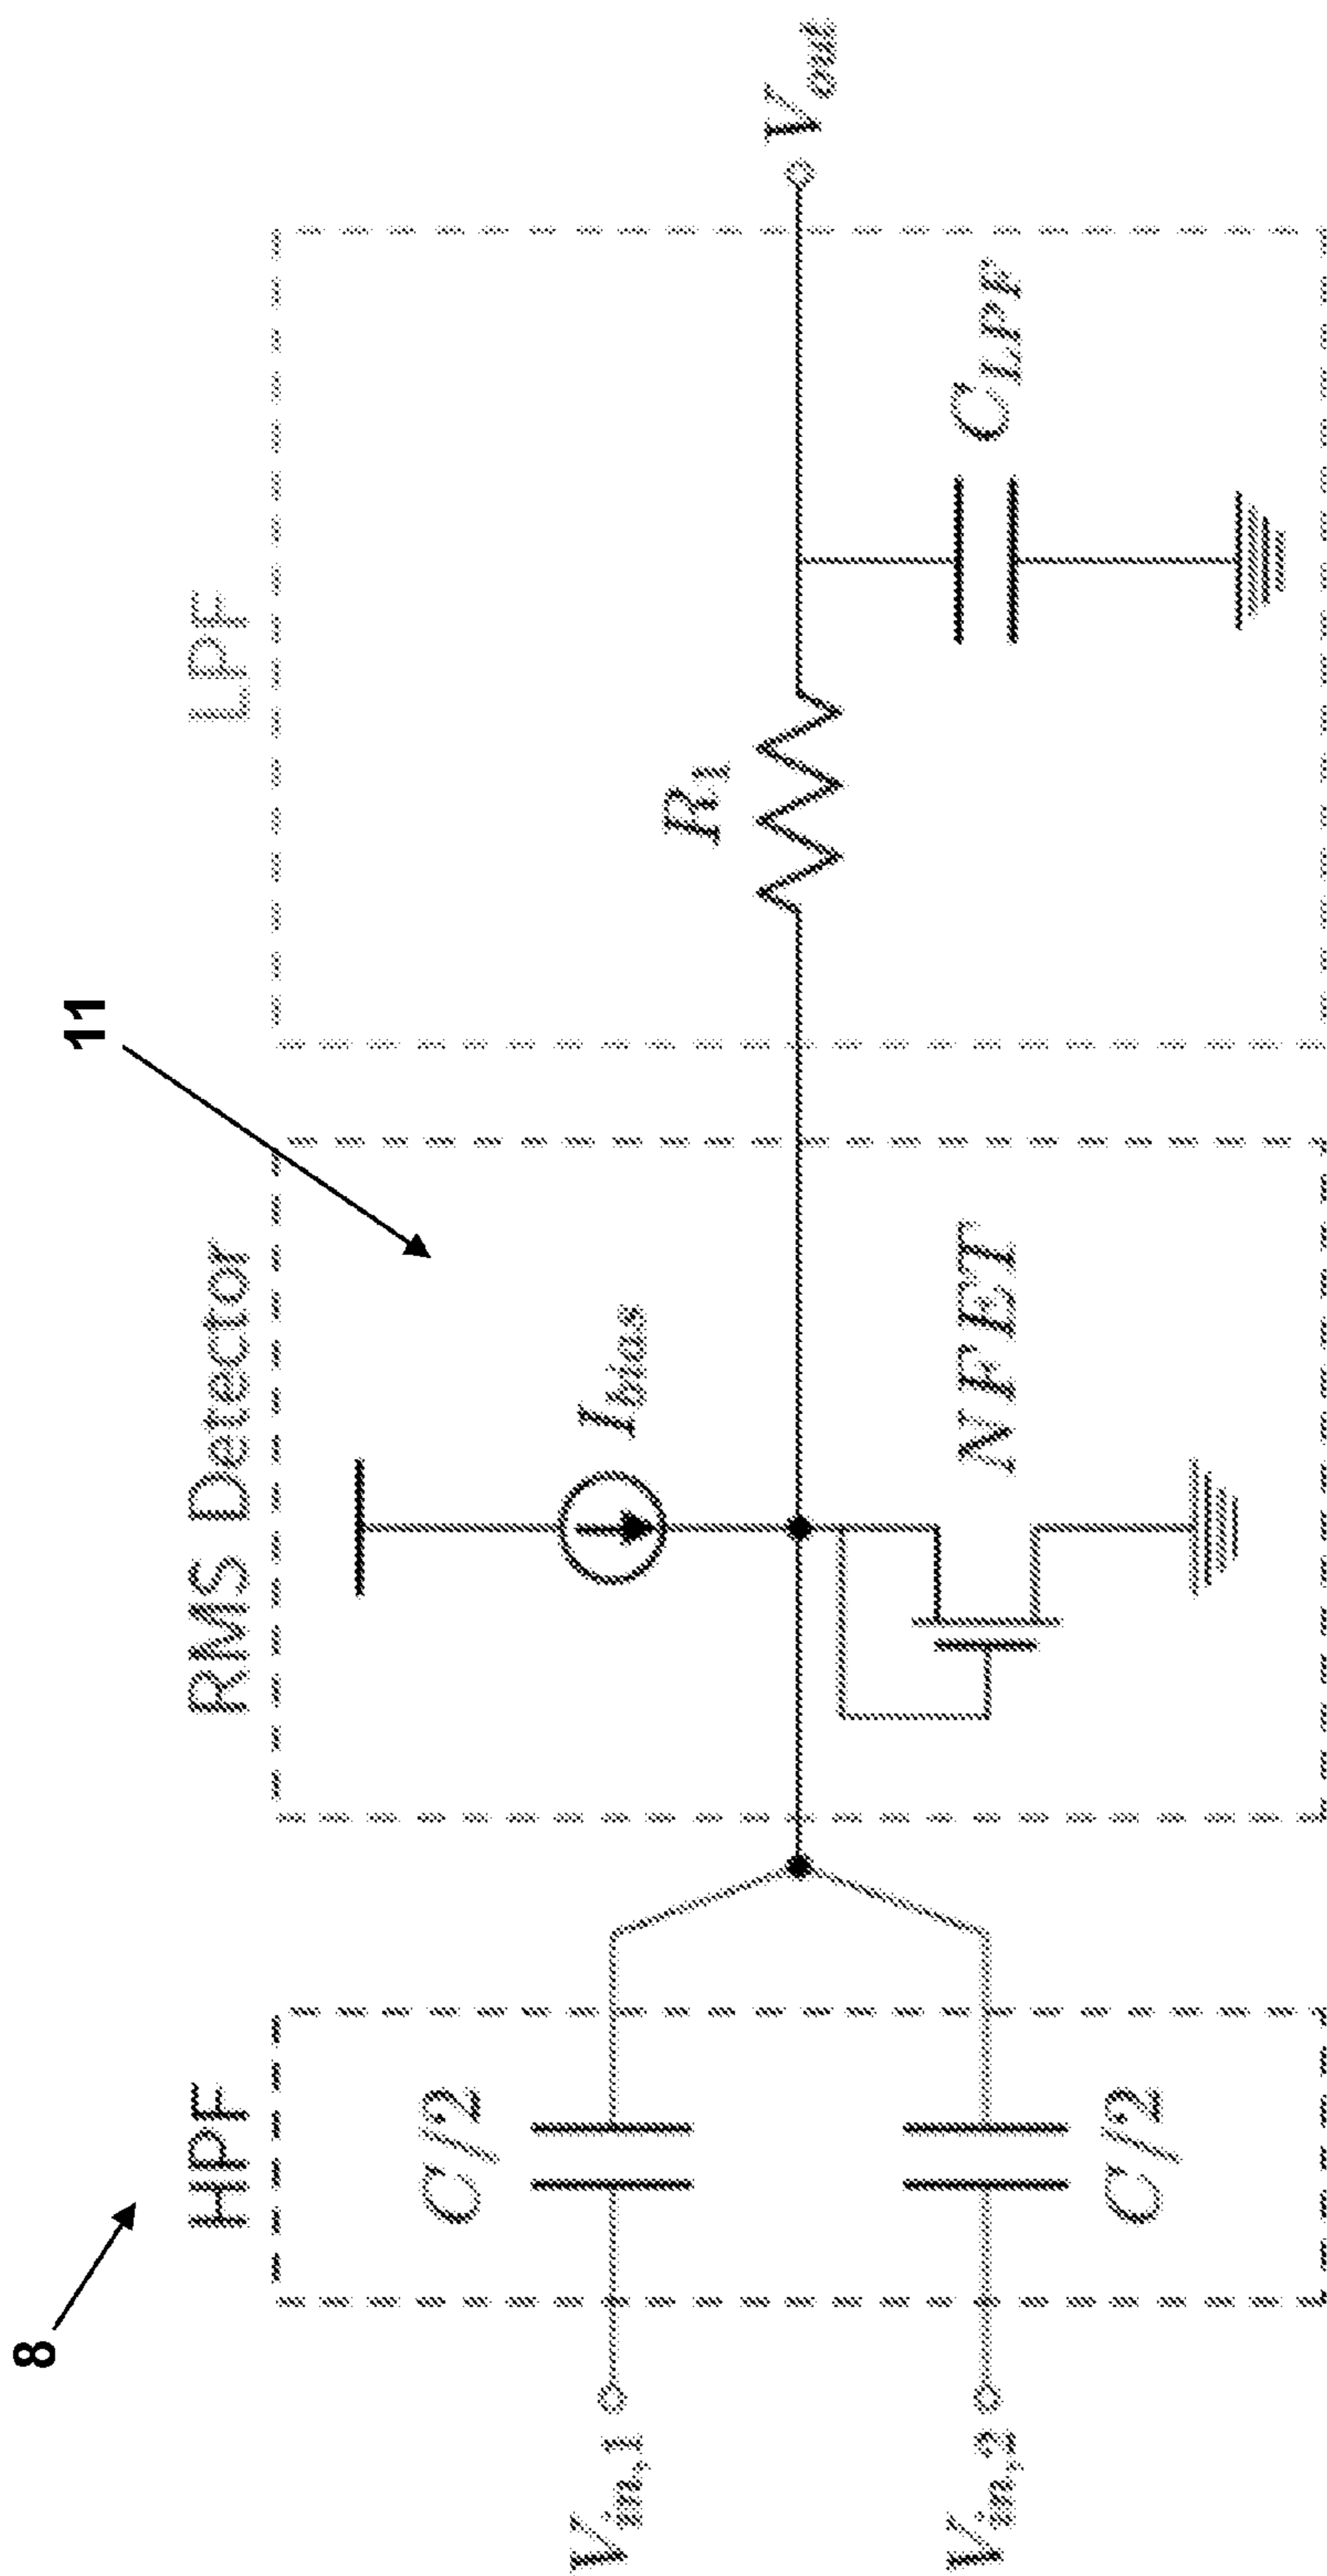 8
11
HPF
RMS Detector
LPF
C/2
I_bias
R_1
V_in,1
V_out
V_in,2
C/2
NFET
C_LPF